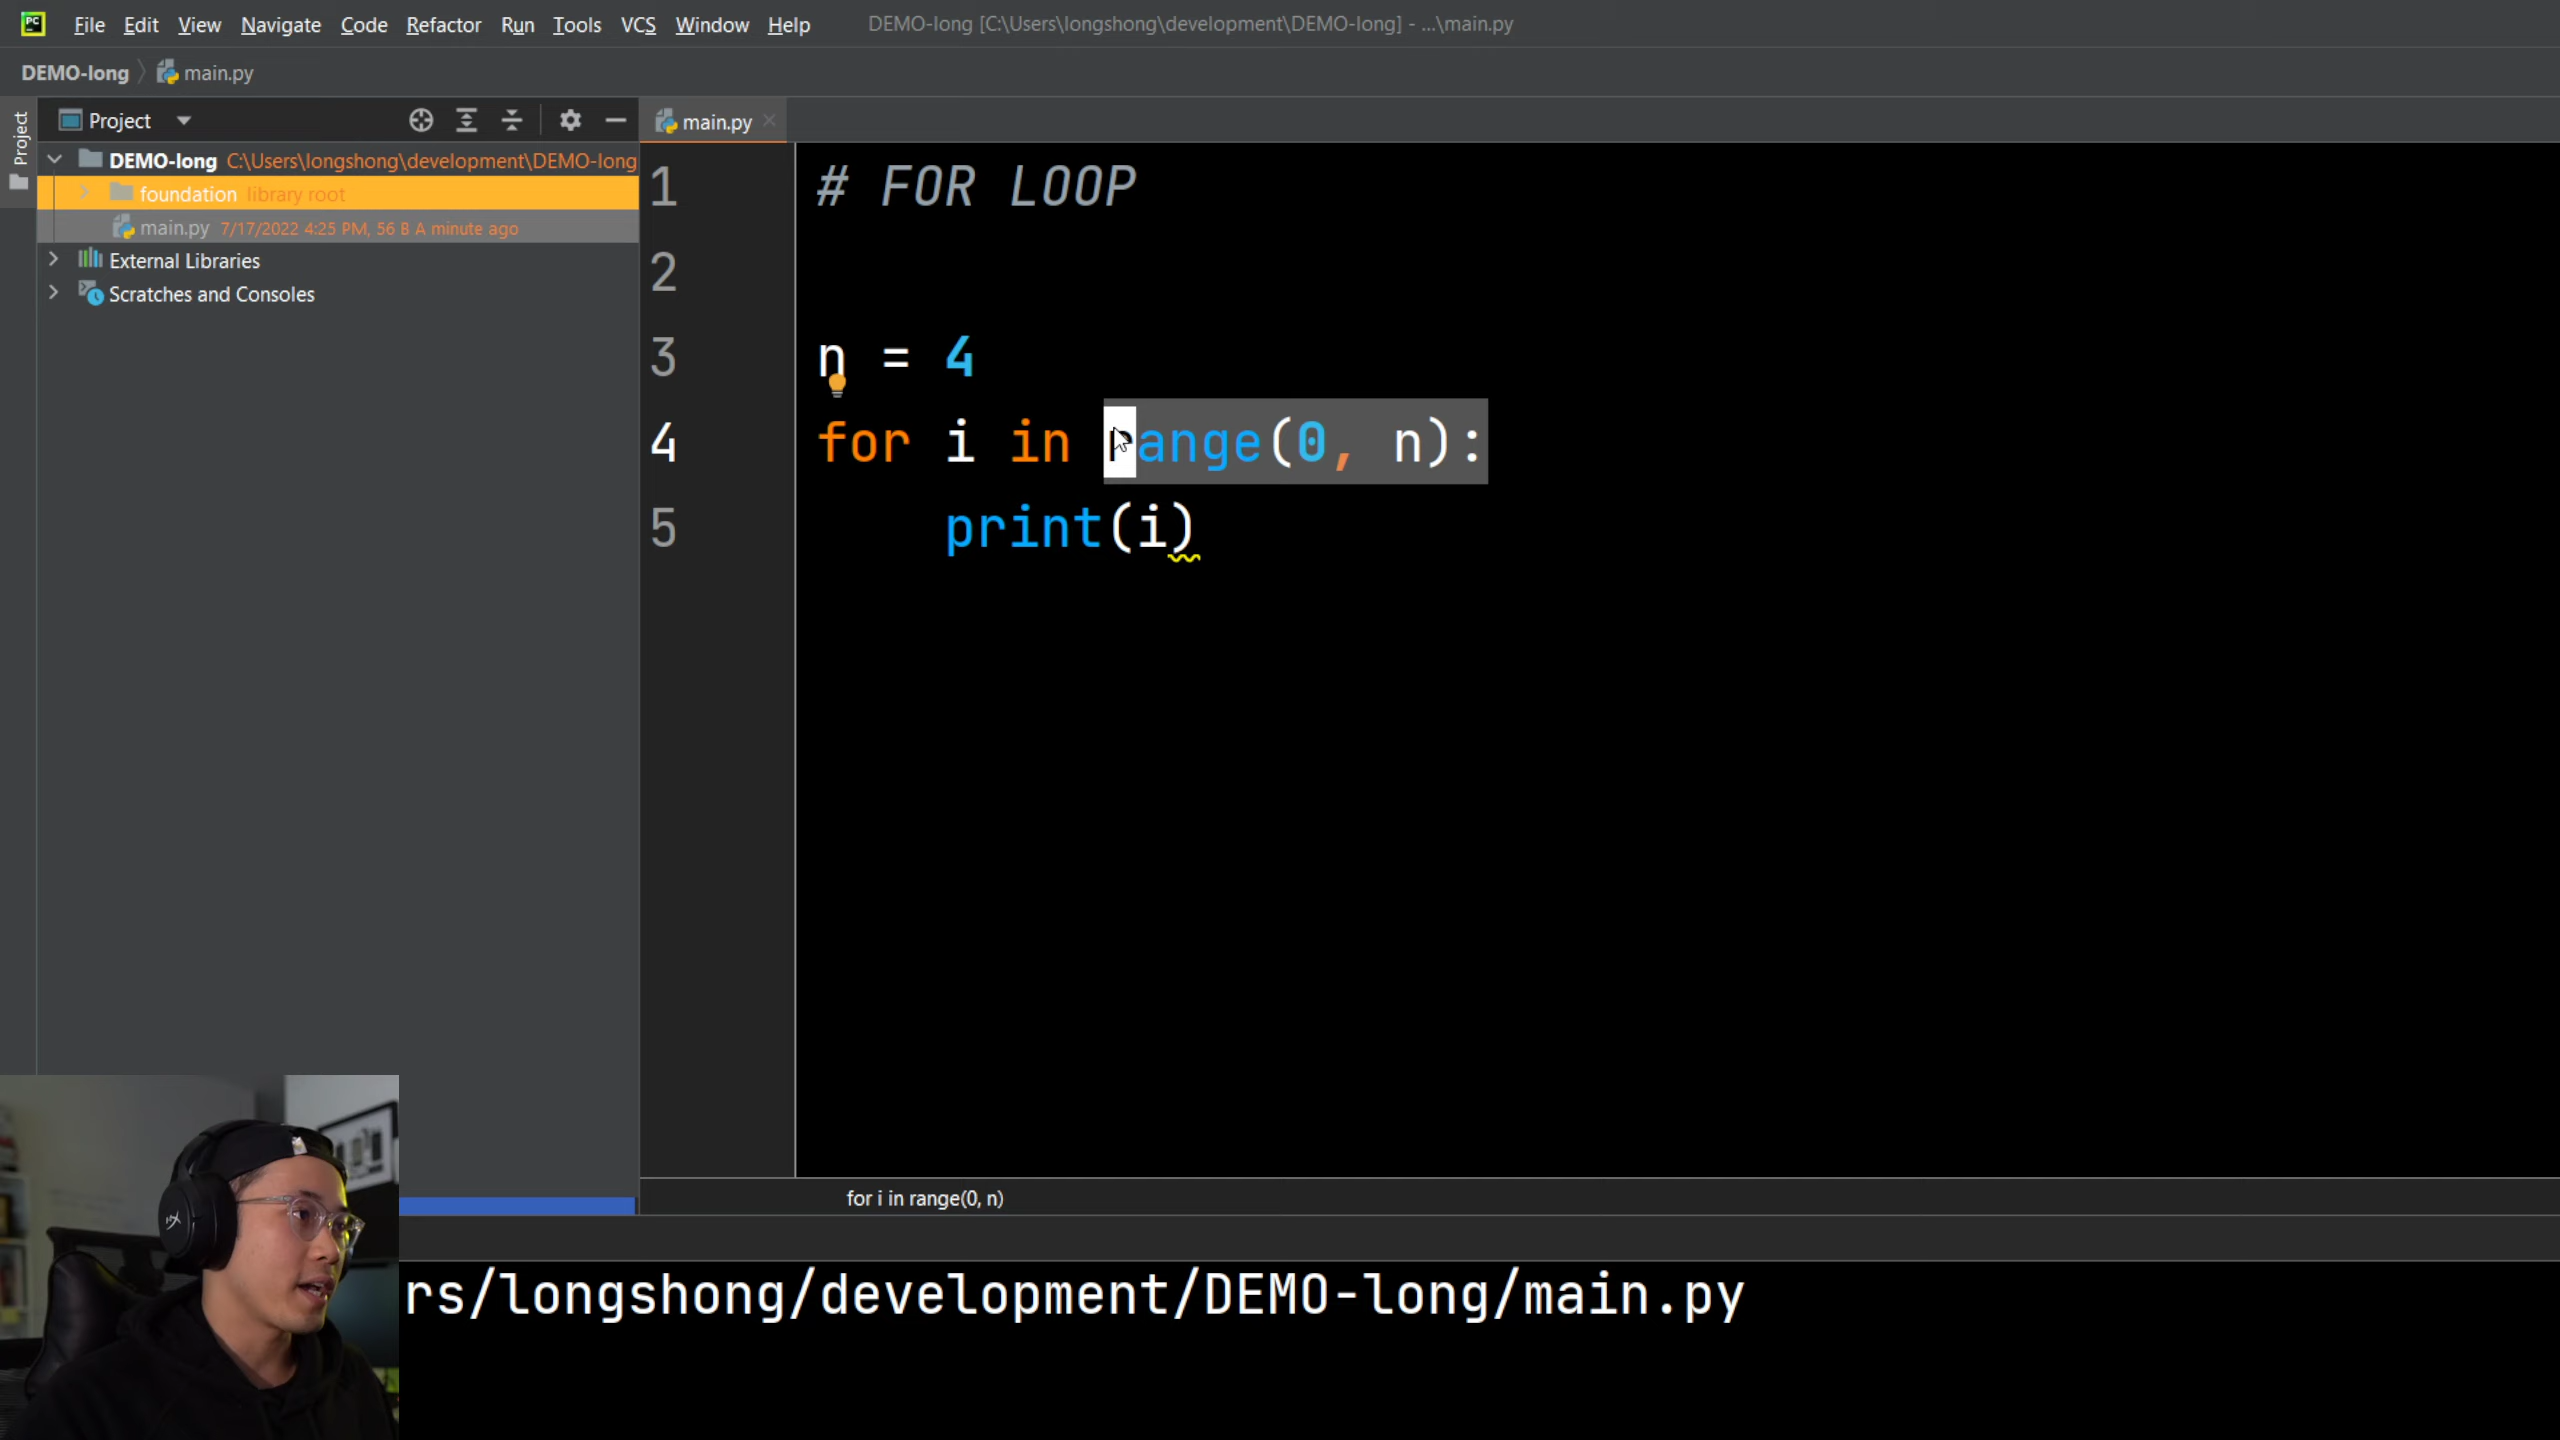 PC File Edit View Navigate Code Refactor Run Tools VCS Window Help DEMO-long [C:\Users\longshong\development\DEMO-long] - ...\main.py
DEMO-long main.py
Project
Project
DEMO-long C:\Users\longshong\development\DEMO-long
foundation library root
main.py 7/17/2022 4:25 PM, 56 B A minute ago
External Libraries
Scratches and Consoles
main.py
1 # FOR LOOP
2
3 n = 4
4 for i in range(0, n):
5 print(i)
for i in range(0, n)
rs/longshong/development/DEMO-long/main.py